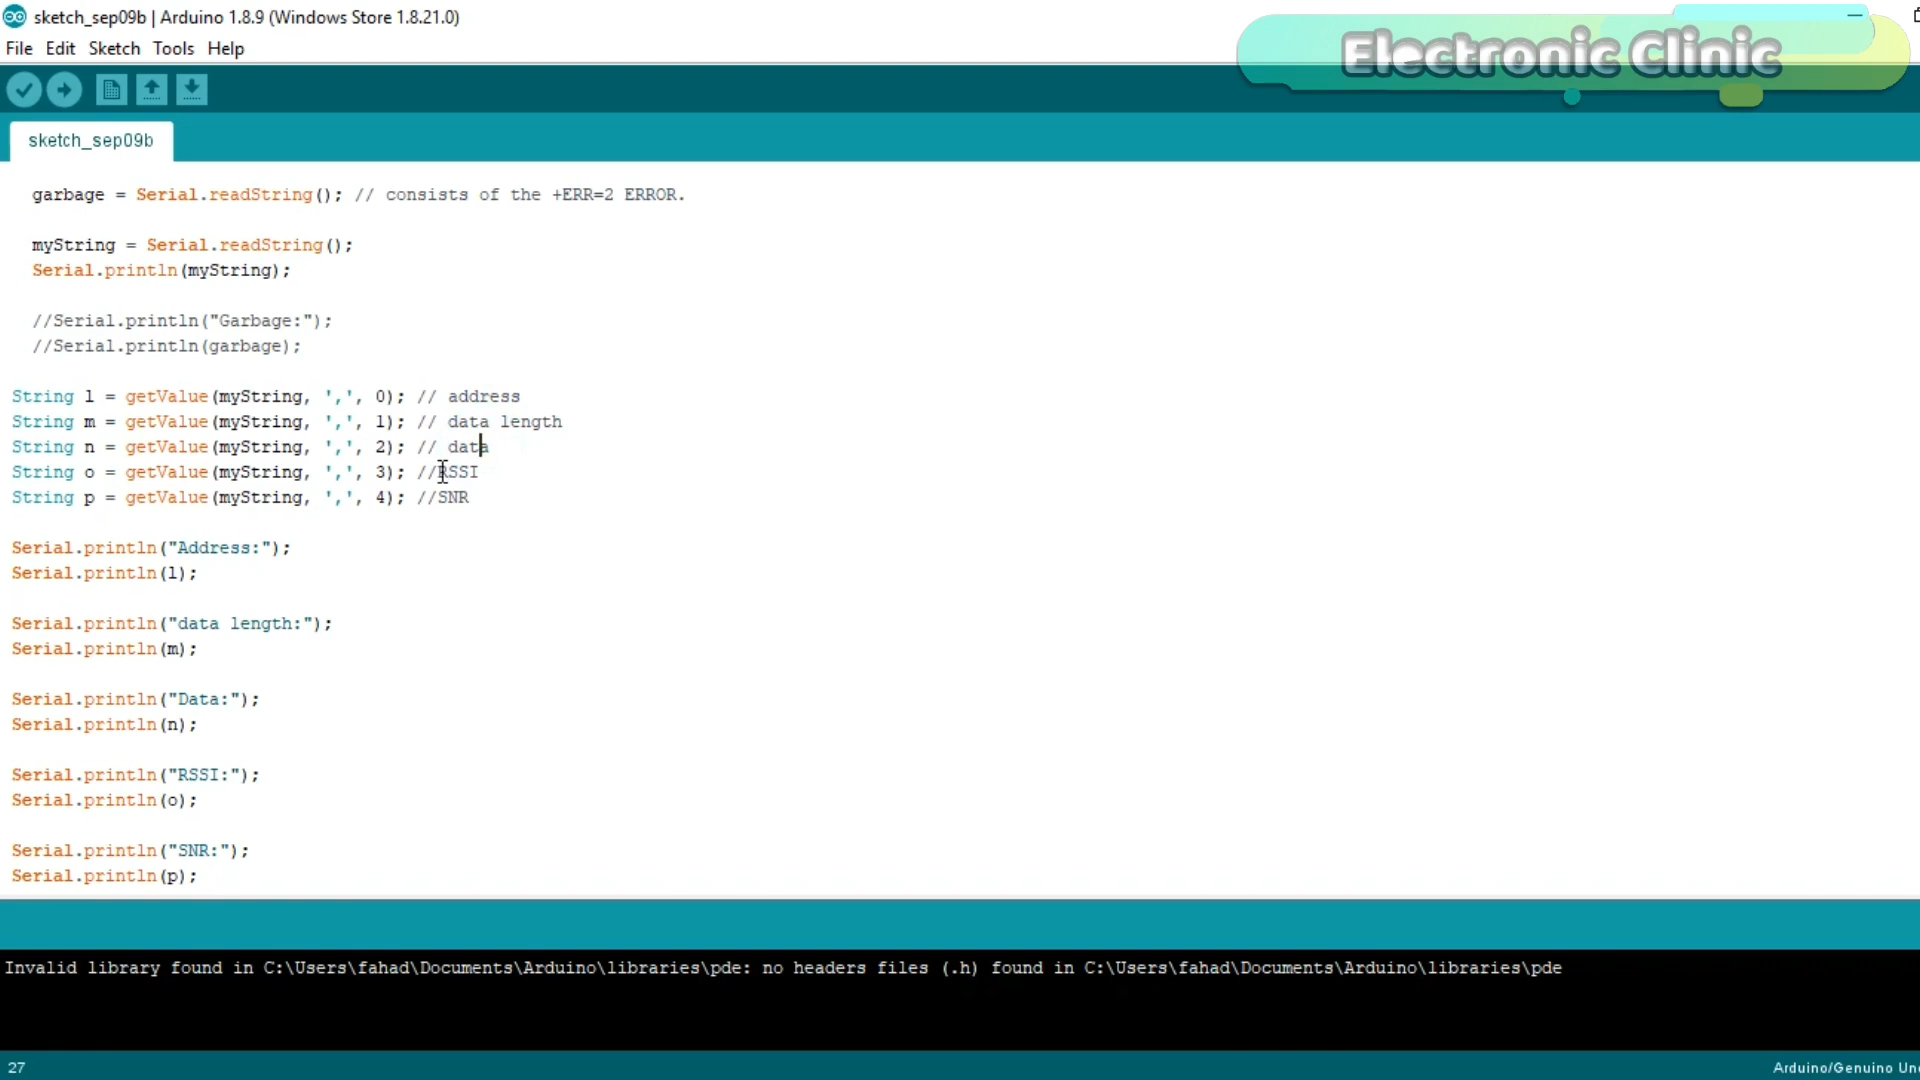 sketch_sep09b | Arduino 1.8.9 (Windows Store 1.8.21.0)
File Edit Sketch Tools Help
Electronic Clinic
sketch_sep09b
garbage = Serial.readString(); // consists of the +ERR=2 ERROR.
myString = Serial.readString();
Serial.println(myString);
//Serial.println("Garbage:");
//Serial.println(garbage);
String l = getValue(myString, ',', 0); // address
String m = getValue(myString, ',', 1); // data length
String n = getValue(myString, ',', 2); // data
String o = getValue(myString, ',', 3); //RSSI
String p = getValue(myString, ',', 4); //SNR
Serial.println("Address:");
Serial.println(l);
Serial.println("data length:");
Serial.println(m);
Serial.println("Data:");
Serial.println(n);
Serial.println("RSSI:");
Serial.println(o);
Serial.println("SNR:");
Serial.println(p);
Invalid library found in C:\Users\fahad\Documents\Arduino\libraries\pde: no headers files (.h) found in C:\Users\fahad\Documents\Arduino\libraries\pde
27
Arduino/Genuino Uno